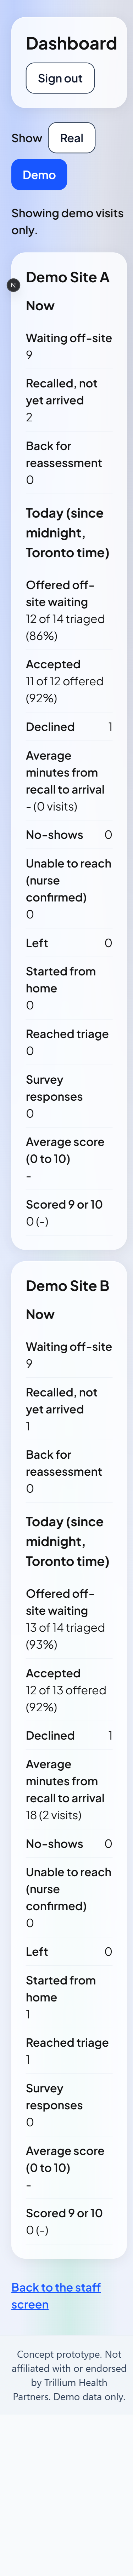 Dashboard
Sign out
Show Real
Demo
Showing demo visits
only.
Demo Site A
N
Now
Waiting off-site
9
Recalled, not
yet arrived
2
Back for
reassessment
0
Today (since
midnight,
Toronto time)
Offered off-
site waiting
12 of 14 triaged
(86%)
Accepted
11 of 12 offered
(92%)
Declined 1
Average
minutes from
recall to arrival
- (0 visits)
No-shows 0
Unable to reach
(nurse
confirmed)
0
Left 0
Started from
home
0
Reached triage
0
Survey
responses
0
Average score
(0 to 10)
-
Scored 9 or 10
0 (-)
Demo Site B
Now
Waiting off-site
9
Recalled, not
yet arrived
1
Back for
reassessment
0
Today (since
midnight,
Toronto time)
Offered off-
site waiting
13 of 14 triaged
(93%)
Accepted
12 of 13 offered
(92%)
Declined 1
Average
minutes from
recall to arrival
18 (2 visits)
No-shows 0
Unable to reach
(nurse
confirmed)
0
Left 0
Started from
home
1
Reached triage
1
Survey
responses
0
Average score
(0 to 10)
-
Scored 9 or 10
0 (-)
Back to the staff
screen
Concept prototype. Not
affiliated with or endorsed
by Trillium Health
Partners. Demo data only.